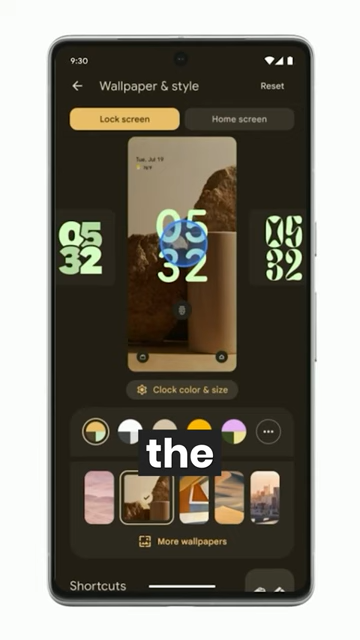 9:30
Wallpaper & style
Reset
Lock screen
Home screen
Tue, Jul 19
05
32
05
32
05
32
Clock color & size
the
More wallpapers
Shortcuts